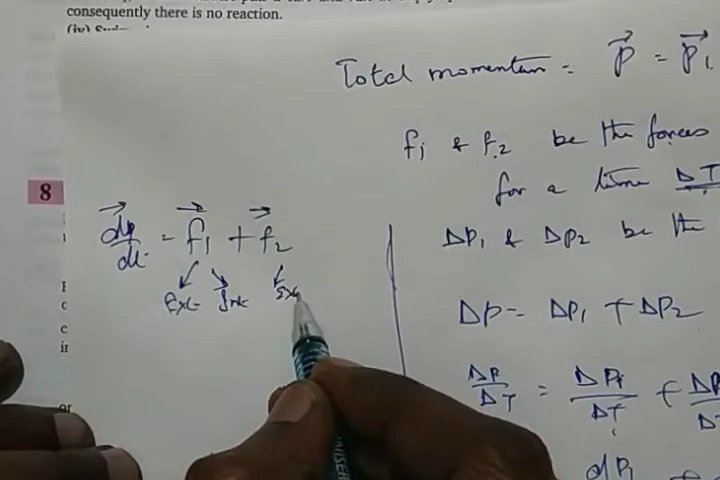 consequently there is no reaction.
8
Total momentum = p⃗ = p⃗1
f1 & f2 be the forces
for a time ΔT
ΔP1 & ΔP2 be the
Δp = ΔP1 + ΔP2
ΔP/ΔT = ΔP1/ΔT + ΔP
dP1
dp⃗/dt = f⃗1 + f⃗2
Ext Int Ext